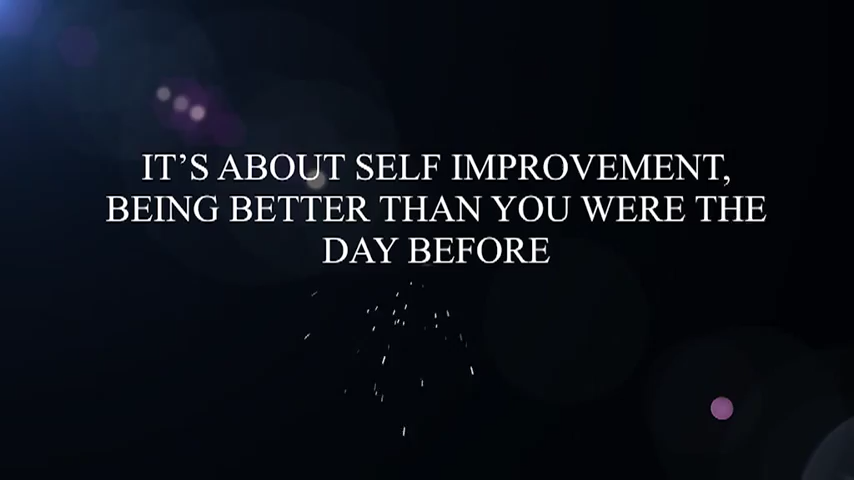 IT’S ABOUT SELF IMPROVEMENT,
BEING BETTER THAN YOU WERE THE
DAY BEFORE